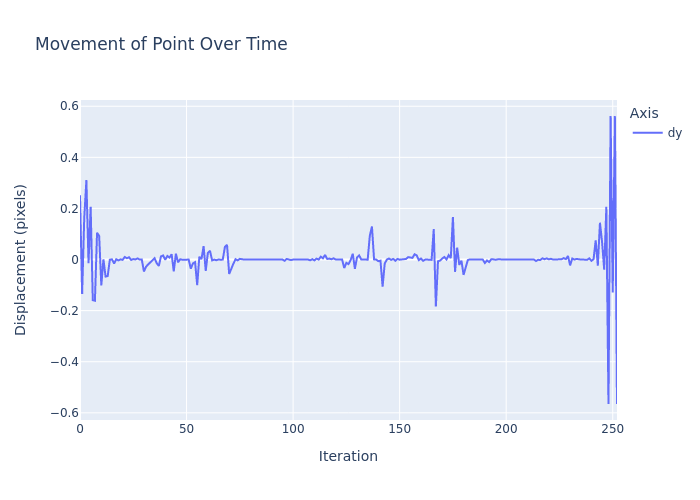 Movement of Point Over Time
Axis
dy
Displacement (pixels)
0.6
0.4
0.2
0
−0.2
−0.4
−0.6
0
50
100
150
200
250
Iteration